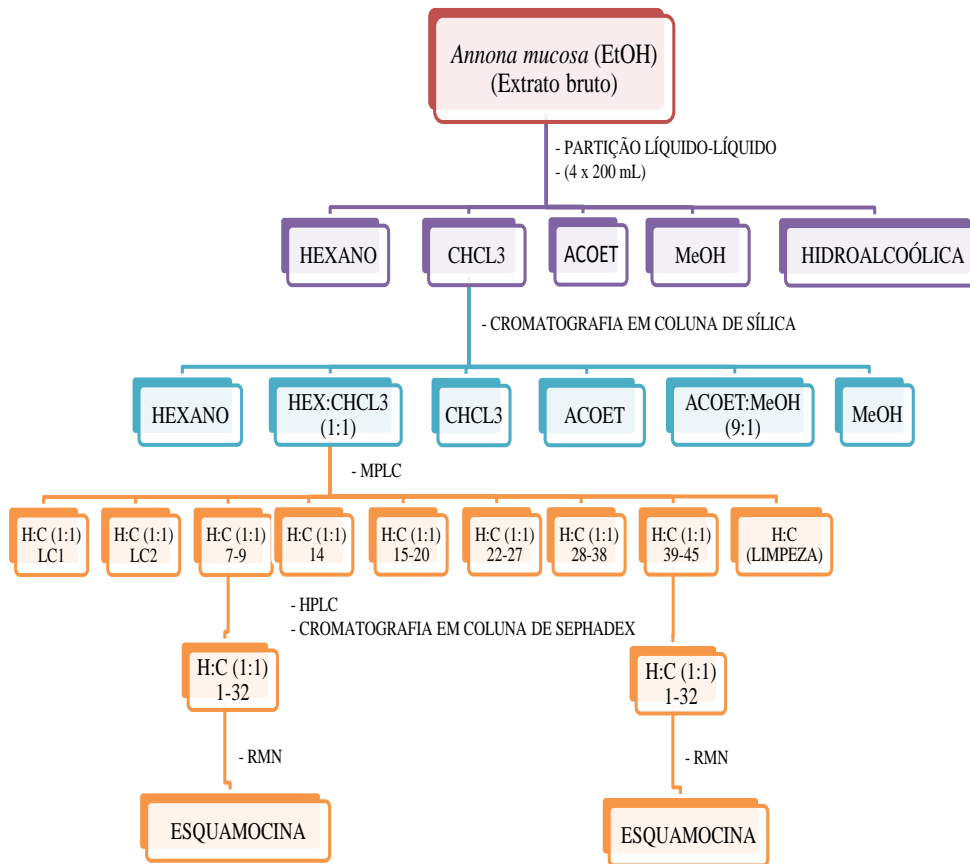 Annona mucosa (EtOH)
(Extrato bruto)
- PARTIÇÃO LÍQUIDO-LÍQUIDO
- (4 x 200 mL)
HEXANO
CHCL3
ACOET
MeOH
HIDROALCOÓLICA
- CROMATOGRAFIA EM COLUNA DE SÍLICA
HEXANO
HEX:CHCL3
(1:1)
CHCL3
ACOET
ACOET:MeOH
(9:1)
MeOH
- MPLC
H:C (1:1)
LC1
H:C (1:1)
LC2
H:C (1:1)
7-9
H:C (1:1)
14
H:C (1:1)
15-20
H:C (1:1)
22-27
H:C (1:1)
28-38
H:C (1:1)
39-45
H:C
(LIMPEZA)
- HPLC
- CROMATOGRAFIA EM COLUNA DE SEPHADEX
H:C (1:1)
1-32
H:C (1:1)
1-32
- RMN
- RMN
ESQUAMOCINA
ESQUAMOCINA